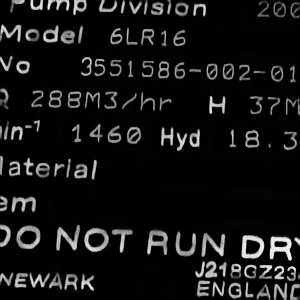 Pump Division 200
Model 6LR16
No 3551586-002-01
Q 288M3/hr H 37M
min⁻¹ 1460 Hyd 18.3
Material
em
DO NOT RUN DRY
NEWARK J218GZ23
ENGLAND